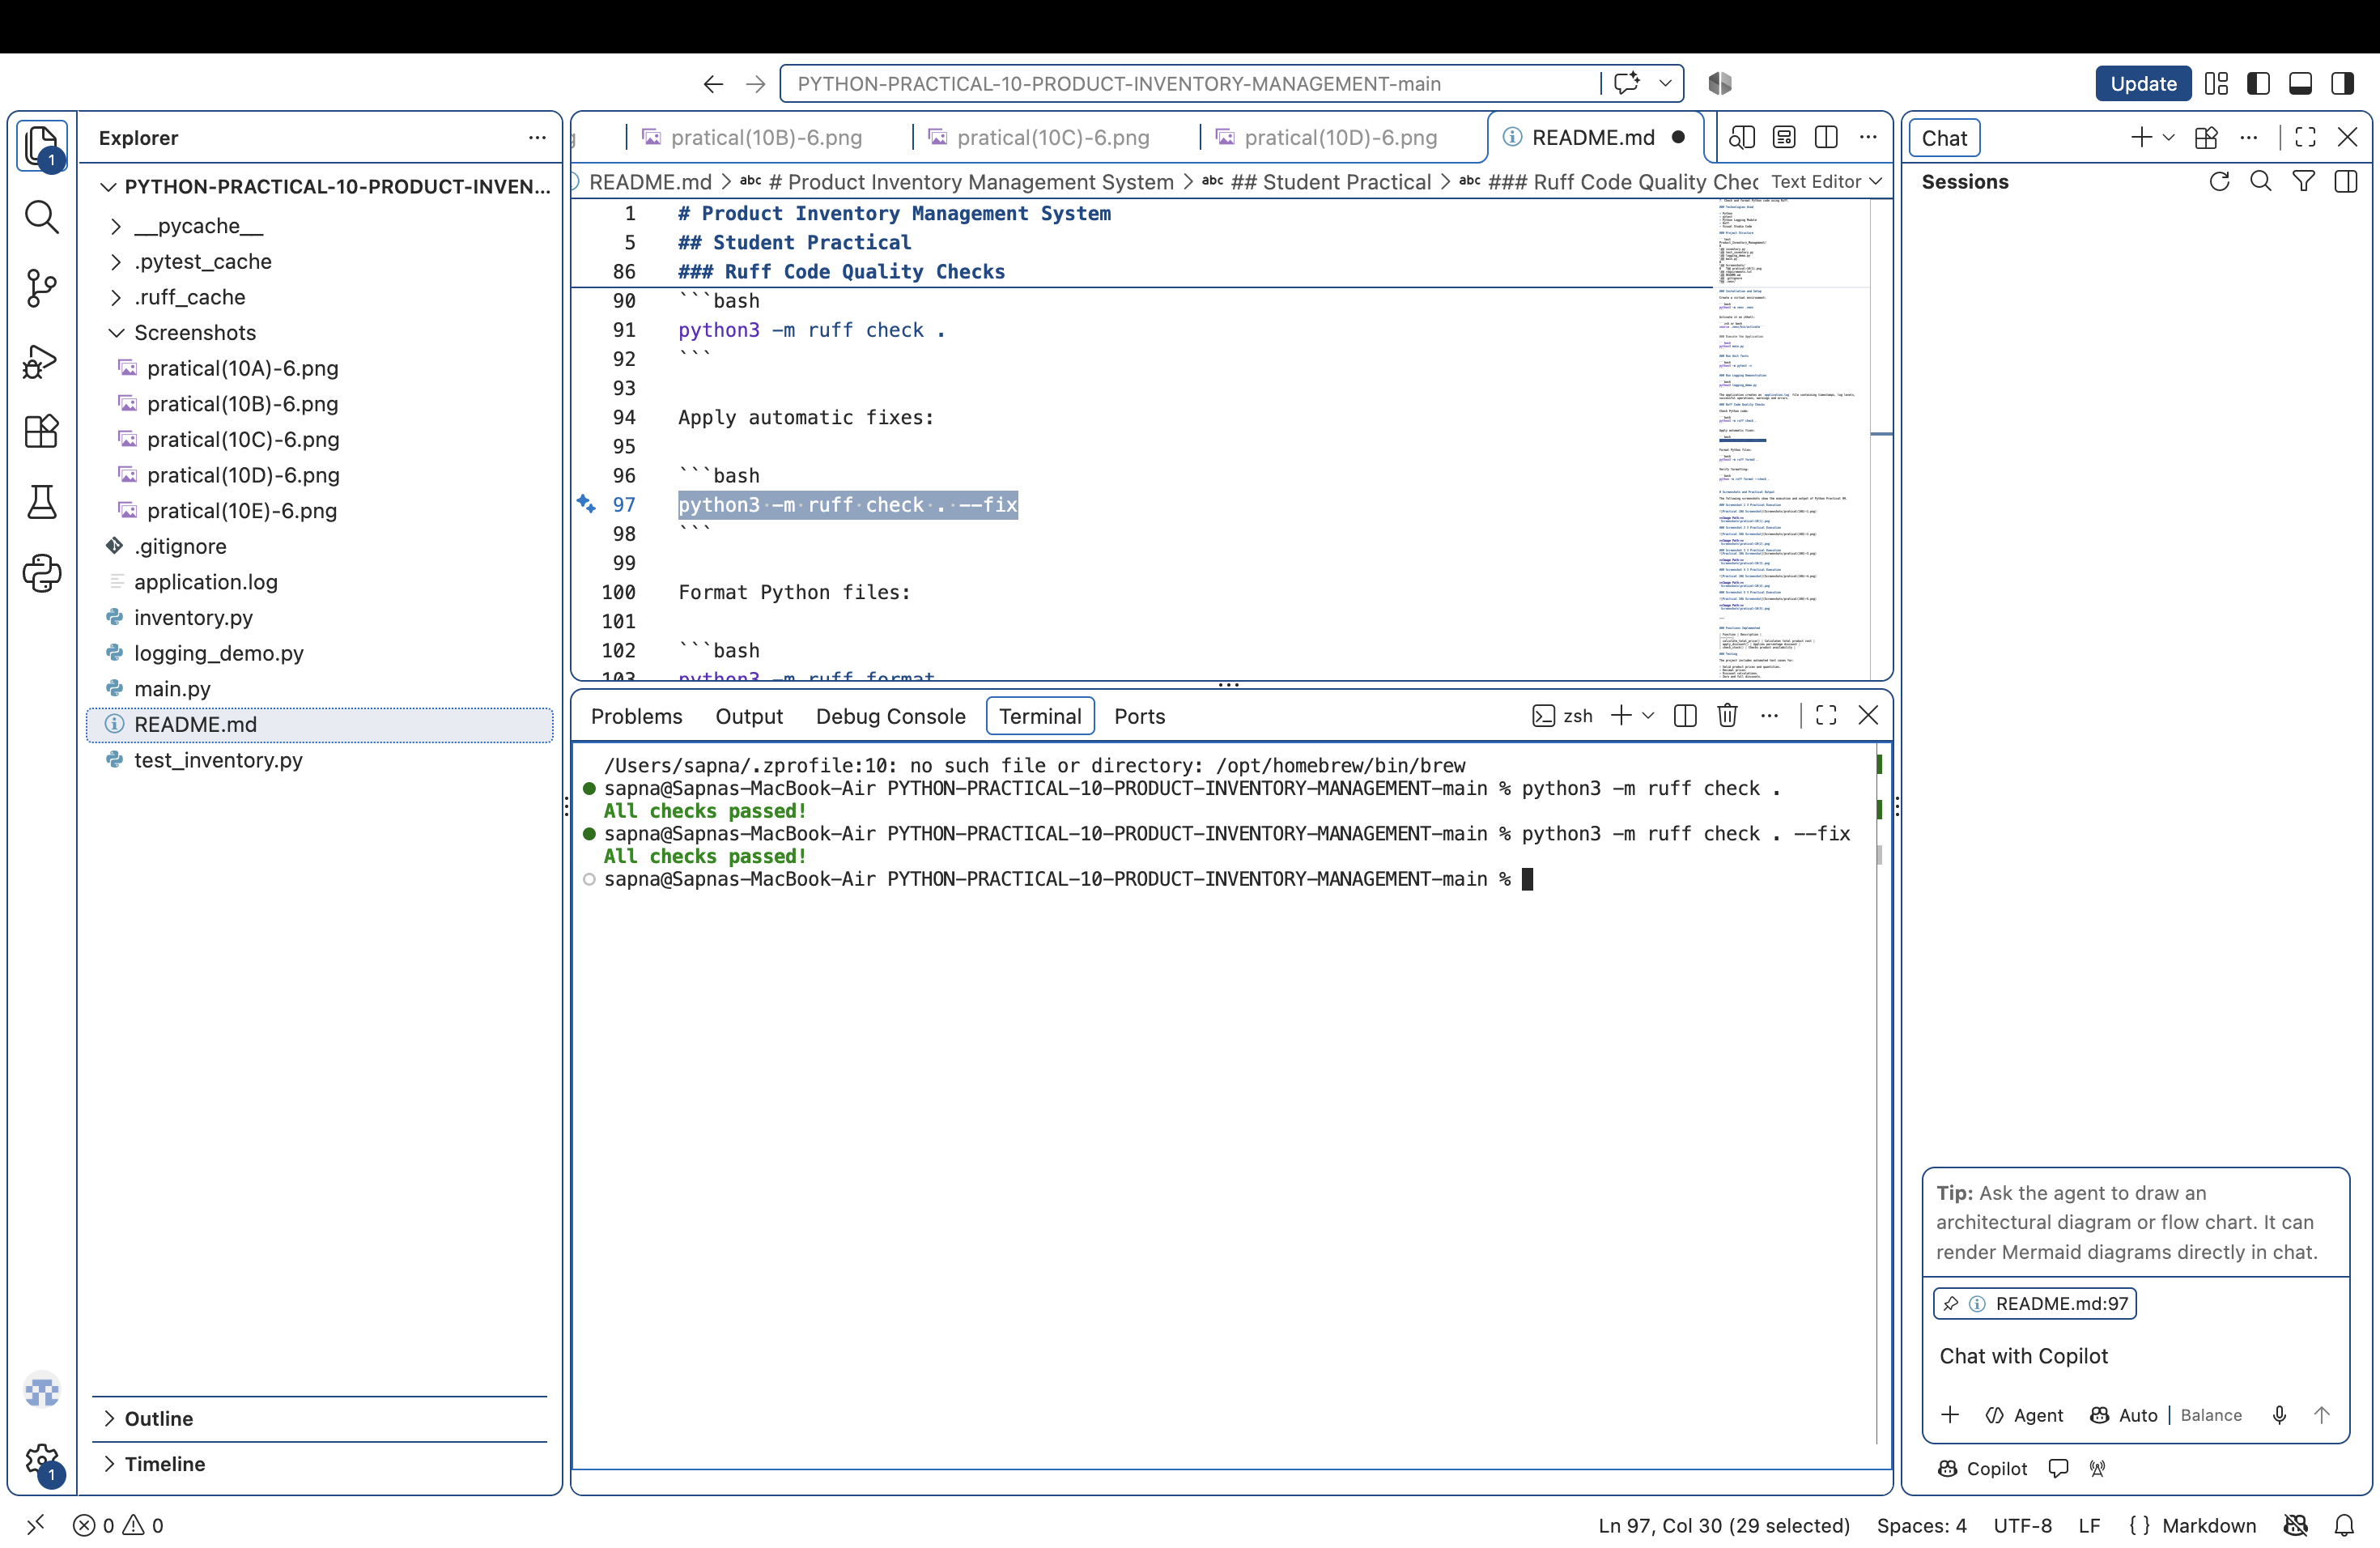 PYTHON-PRACTICAL-10-PRODUCT-INVENTORY-MANAGEMENT-main
Update
Explorer
PYTHON-PRACTICAL-10-PRODUCT-INVEN...
__pycache__
.pytest_cache
.ruff_cache
Screenshots
pratical(10A)-6.png
pratical(10B)-6.png
pratical(10C)-6.png
pratical(10D)-6.png
pratical(10E)-6.png
.gitignore
application.log
inventory.py
logging_demo.py
main.py
README.md
test_inventory.py
Outline
Timeline
1
1
pratical(10B)-6.png pratical(10C)-6.png pratical(10D)-6.png README.md
README.md > abc # Product Inventory Management System > abc ## Student Practical > abc ### Ruff Code Quality Chec Text Editor
1 # Product Inventory Management System
5 ## Student Practical
86 ### Ruff Code Quality Checks
90 ```bash
91 python3 -m ruff check .
92 ```
93
94 Apply automatic fixes:
95
96 ```bash
97 python3 -m ruff check . --fix
98 ```
99
100 Format Python files:
101
102 ```bash
103 python3 -m ruff format
Problems Output Debug Console Terminal Ports zsh
/Users/sapna/.zprofile:10: no such file or directory: /opt/homebrew/bin/brew
sapna@Sapnas-MacBook-Air PYTHON-PRACTICAL-10-PRODUCT-INVENTORY-MANAGEMENT-main % python3 -m ruff check .
All checks passed!
sapna@Sapnas-MacBook-Air PYTHON-PRACTICAL-10-PRODUCT-INVENTORY-MANAGEMENT-main % python3 -m ruff check . --fix
All checks passed!
sapna@Sapnas-MacBook-Air PYTHON-PRACTICAL-10-PRODUCT-INVENTORY-MANAGEMENT-main %
Chat
Sessions
Tip: Ask the agent to draw an
architectural diagram or flow chart. It can
render Mermaid diagrams directly in chat.
README.md:97
Chat with Copilot
Agent Auto | Balance
Copilot
0 0 Ln 97, Col 30 (29 selected) Spaces: 4 UTF-8 LF {} Markdown